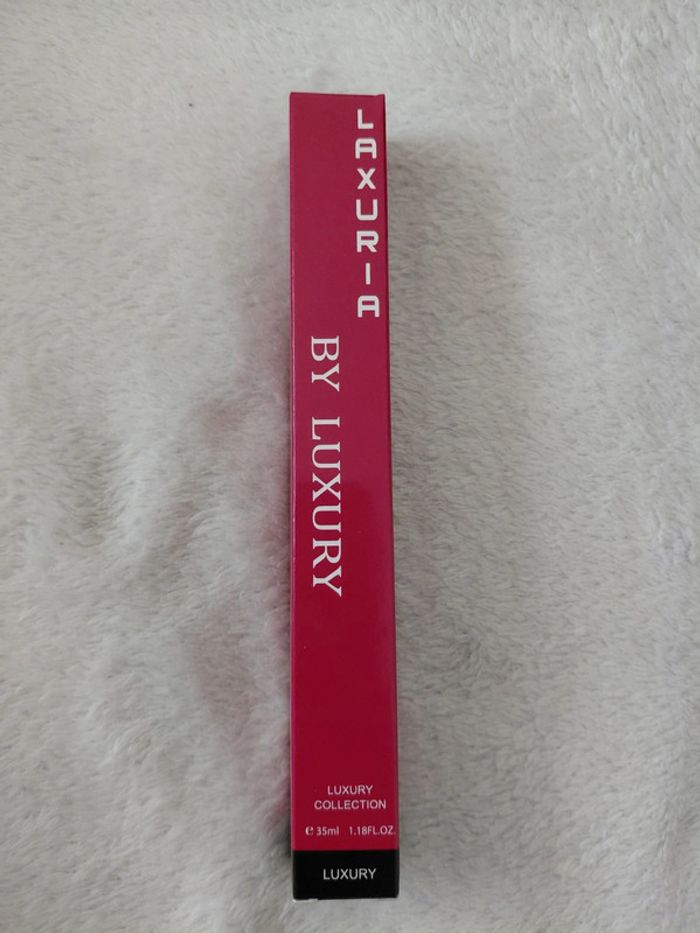 LAXURIA
BY LUXURY
LUXURY
COLLECTION
℮ 35ml 1.18FL.OZ.
LUXURY